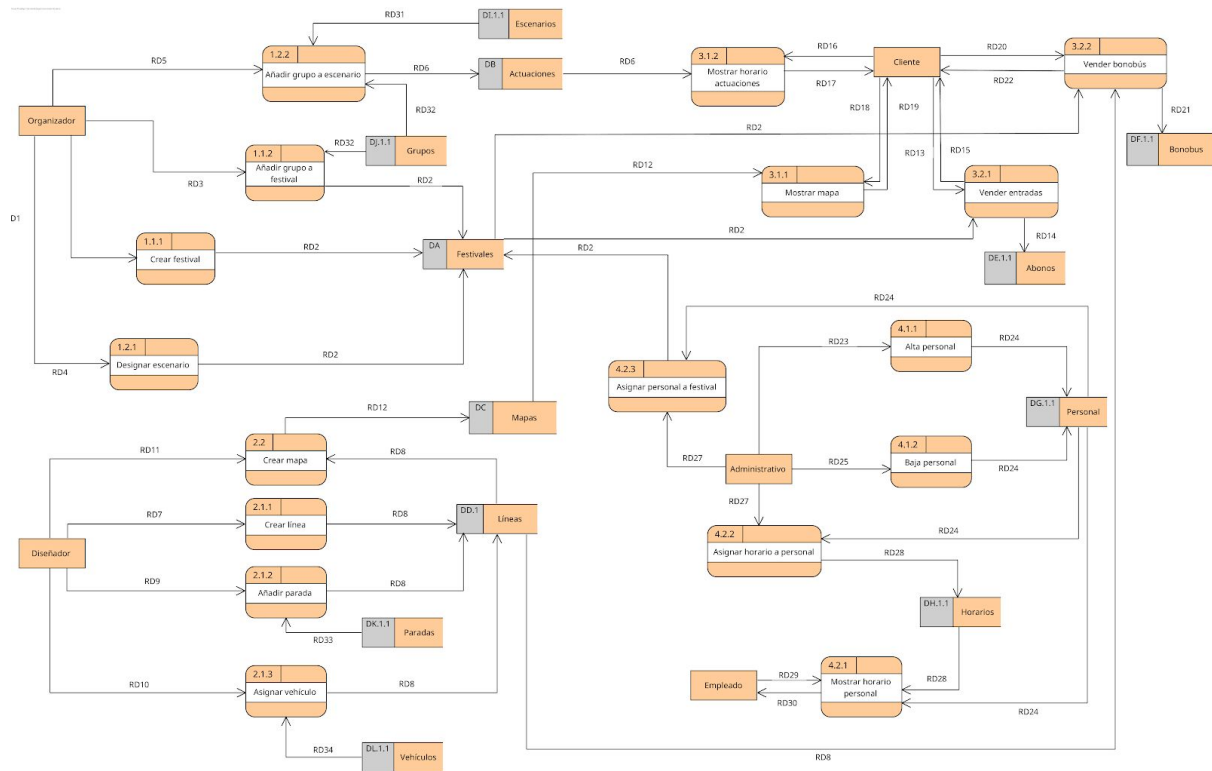 RD31
DI.1.1
Escenarios
1.2.2
Añadir grupo a escenario
RD5
RD6
DB
Actuaciones
RD6
3.1.2
Mostrar horario
actuaciones
RD16
RD17
Cliente
RD20
RD22
3.2.2
Vender bonobús
RD18
RD19
RD21
RD32
Organizador
RD32
DJ.1.1
Grupos
RD2
DF.1.1
Bonobus
1.1.2
Añadir grupo a
festival
RD3
RD2
RD12
3.1.1
Mostrar mapa
RD13
RD15
3.2.1
Vender entradas
D1
1.1.1
Crear festival
RD2
DA
Festivales
RD2
RD2
RD14
DE.1.1
Abonos
RD24
1.2.1
Designar escenario
RD4
RD2
4.2.3
Asignar personal a festival
RD23
4.1.1
Alta personal
RD24
DG.1.1
Personal
RD12
DC
Mapas
2.2
Crear mapa
RD11
RD8
RD27
Administrativo
RD25
4.1.2
Baja personal
RD24
RD27
2.1.1
Crear línea
RD7
RD8
DD.1
Líneas
4.2.2
Asignar horario a personal
RD24
RD28
Diseñador
RD9
2.1.2
Añadir parada
RD8
DK.1.1
Paradas
RD33
DH.1.1
Horarios
2.1.3
Asignar vehículo
RD10
RD8
Empleado
RD29
RD30
4.2.1
Mostrar horario
personal
RD28
RD24
RD34
DL.1.1
Vehículos
RD8